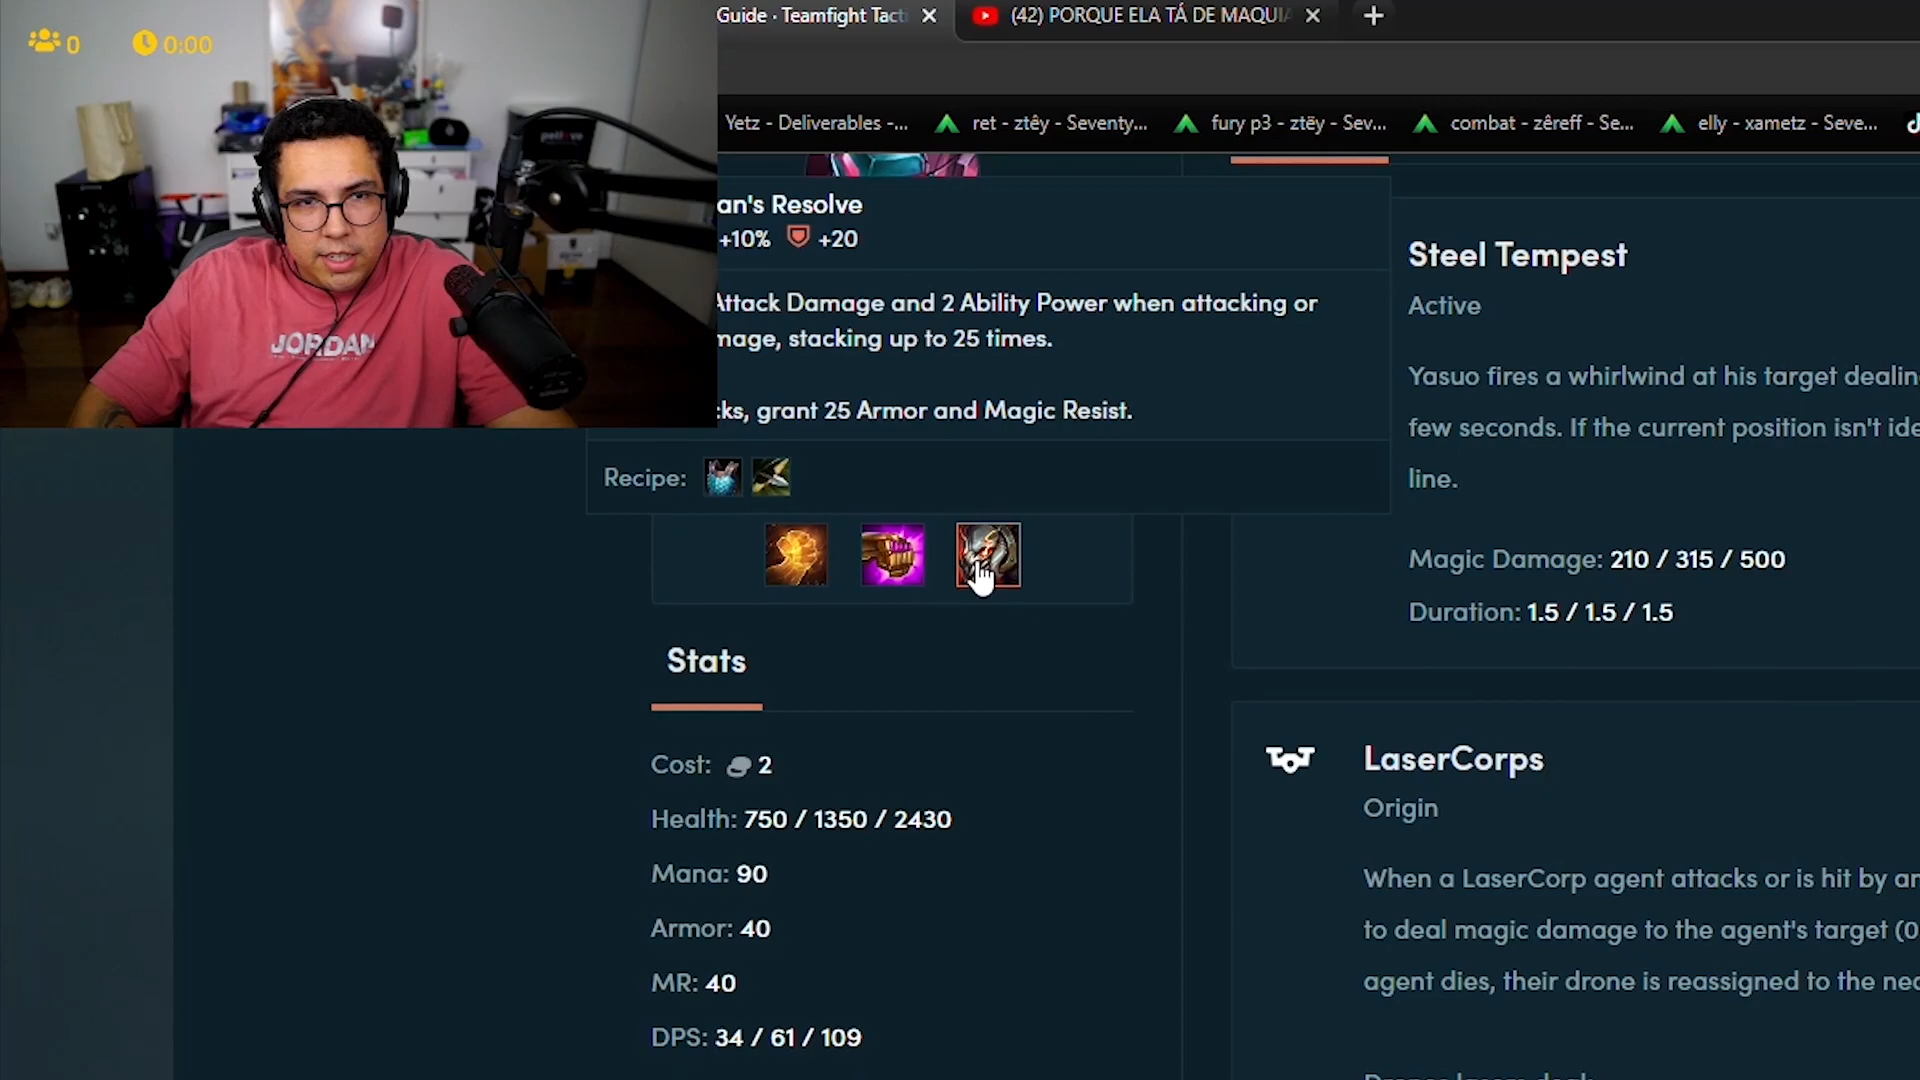 0 0:00
Guide · Teamfight Tact
(42) PORQUE ELA TÁ DE MAQUIA
Yetz - Deliverables -...
ret - ztêy - Seventy...
fury p3 - ztëy - Sev...
combat - zêreff - Se...
elly - xametz - Seve...
an's Resolve
+10% +20
Attack Damage and 2 Ability Power when attacking or
mage, stacking up to 25 times.
cks, grant 25 Armor and Magic Resist.
Recipe:
JORDAN
Stats
Cost: 2
Health: 750 / 1350 / 2430
Mana: 90
Armor: 40
MR: 40
DPS: 34 / 61 / 109
Steel Tempest
Active
Yasuo fires a whirlwind at his target dealin
few seconds. If the current position isn't ide
line.
Magic Damage: 210 / 315 / 500
Duration: 1.5 / 1.5 / 1.5
LaserCorps
Origin
When a LaserCorp agent attacks or is hit by an
to deal magic damage to the agent's target (0
agent dies, their drone is reassigned to the nea